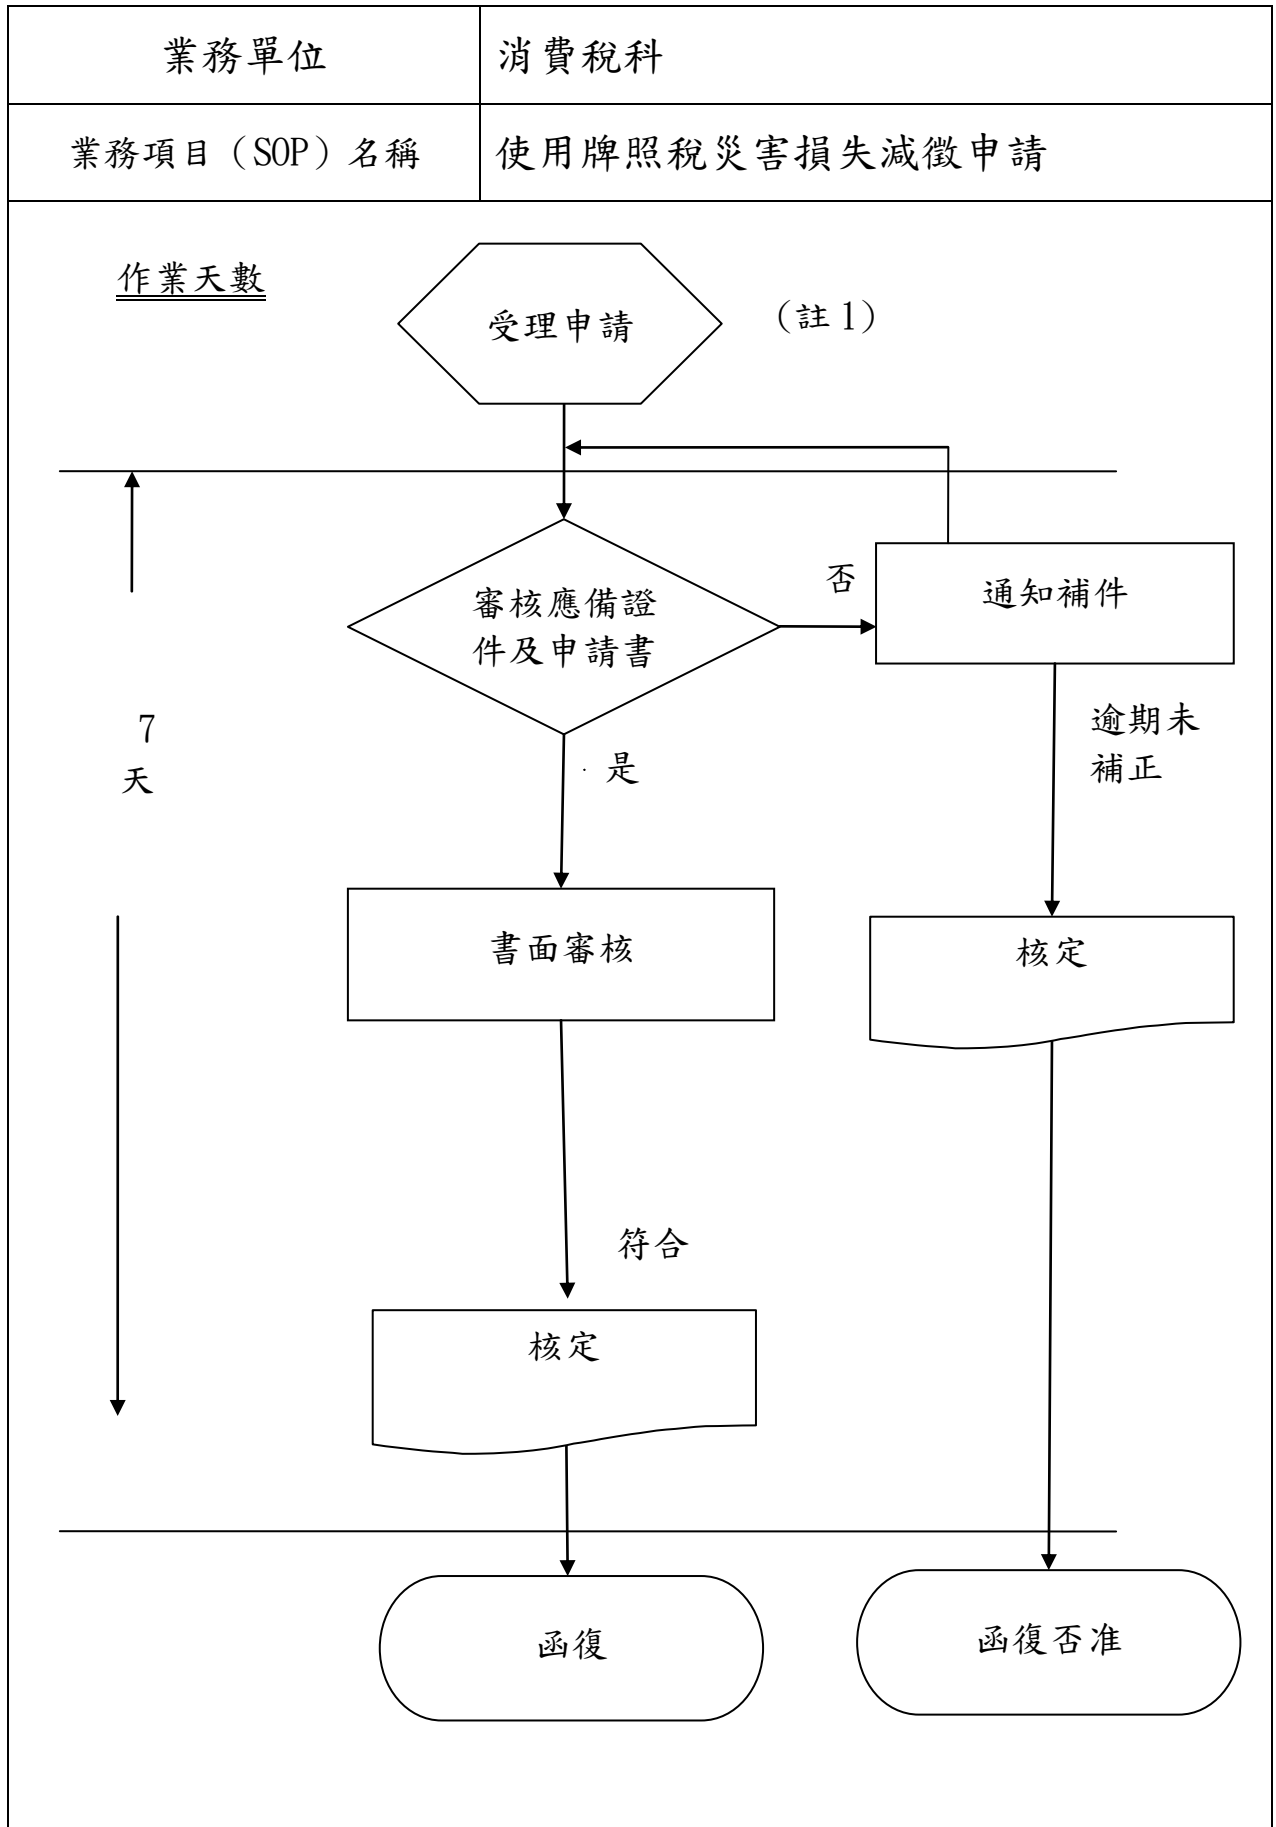 業務單位
消費稅科
業務項目（SOP）名稱
使用牌照稅災害損失減徵申請
作業天數
受理申請
（註1）
審核應備證
件及申請書
否
通知補件
7
天
是
逾期未
補正
書面審核
核定
符合
核定
函復
函復否准